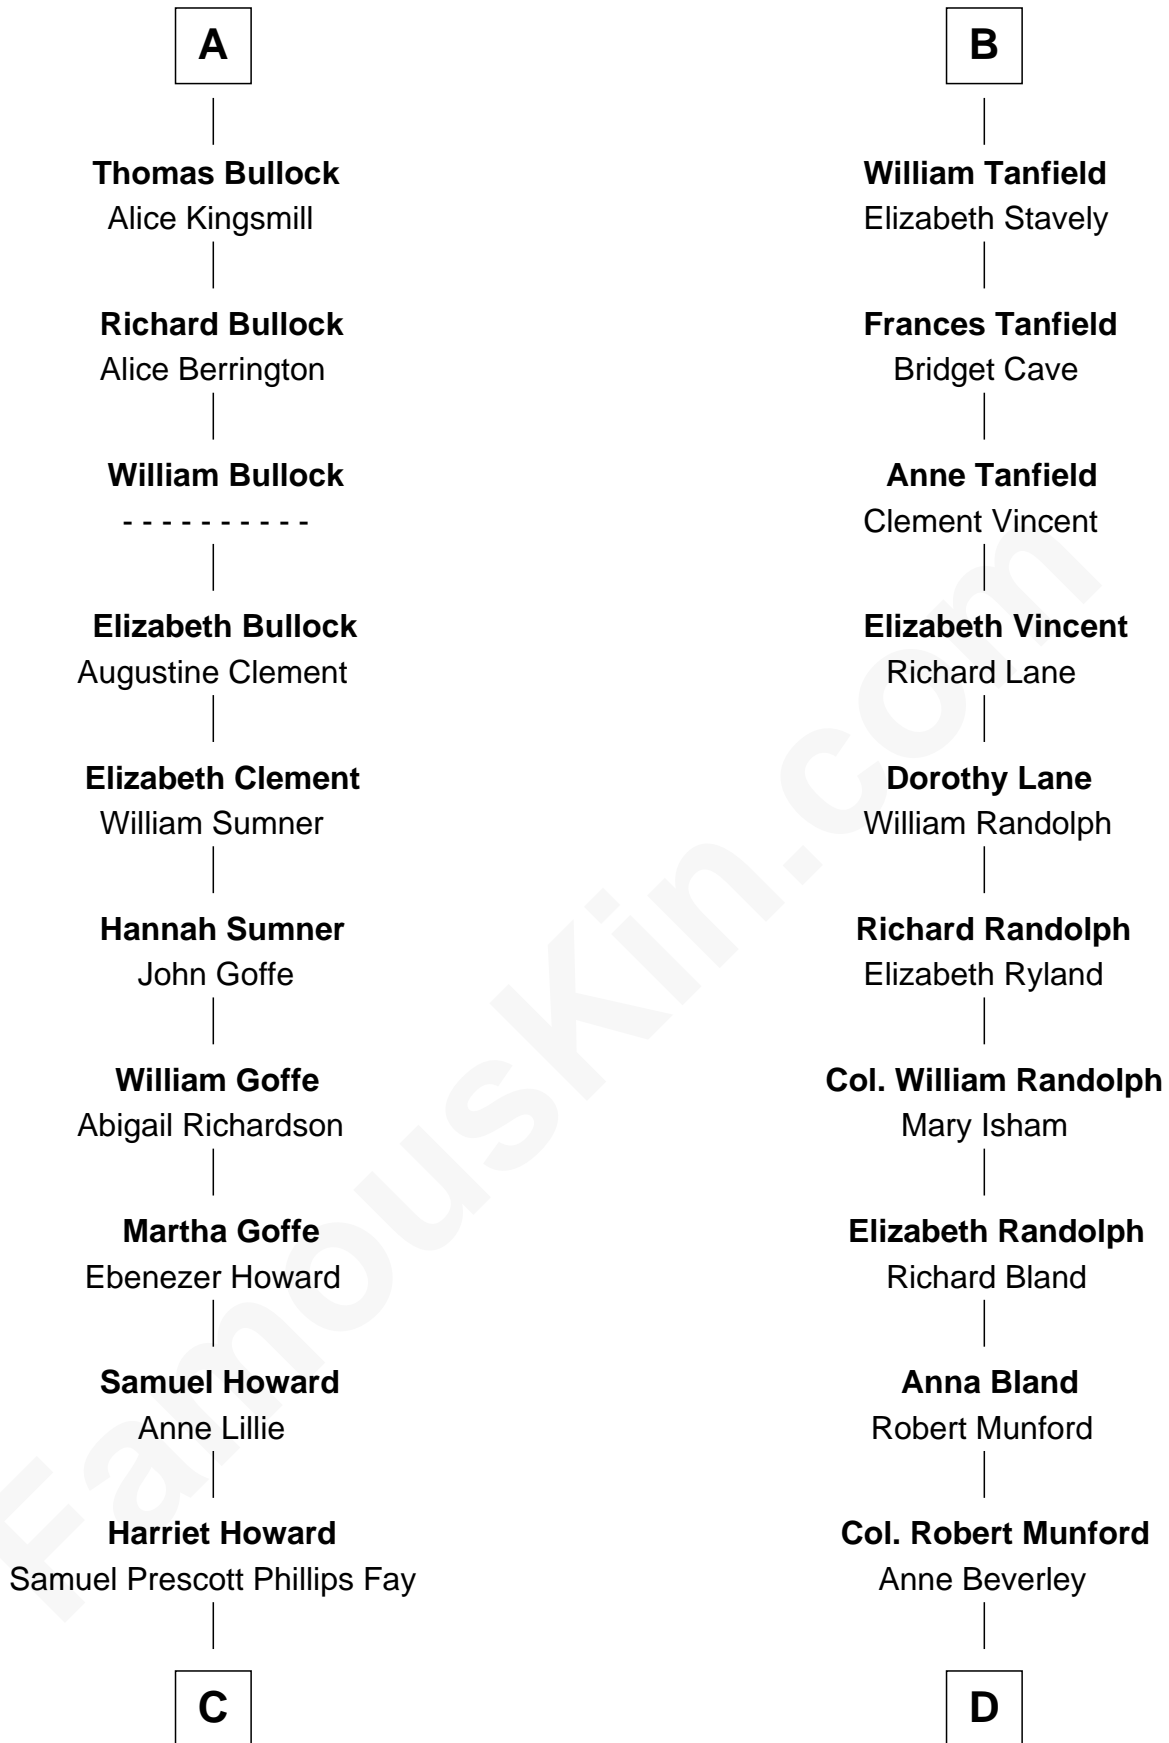 A
Thomas Bullock
Alice Kingsmill
Richard Bullock
Alice Berrington
William Bullock
- - - - - - - - - -
Elizabeth Bullock
Augustine Clement
Elizabeth Clement
William Sumner
Hannah Sumner
John Goffe
William Goffe
Abigail Richardson
Martha Goffe
Ebenezer Howard
Samuel Howard
Anne Lillie
Harriet Howard
Samuel Prescott Phillips Fay
C
B
William Tanfield
Elizabeth Stavely
Frances Tanfield
Bridget Cave
Anne Tanfield
Clement Vincent
Elizabeth Vincent
Richard Lane
Dorothy Lane
William Randolph
Richard Randolph
Elizabeth Ryland
Col. William Randolph
Mary Isham
Elizabeth Randolph
Richard Bland
Anna Bland
Robert Munford
Col. Robert Munford
Anne Beverley
D
FamousKin.com